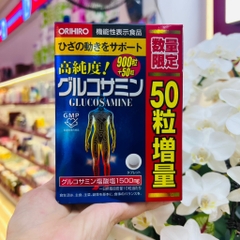 ORIHIRO
機能性表示食品
ひざの動きをサポート
高純度!
900粒
+50粒
グルコサミン
GLUCOSAMINE
GMP
数量
限定
50
粒
増
量
グルコサミン塩酸塩1500mg